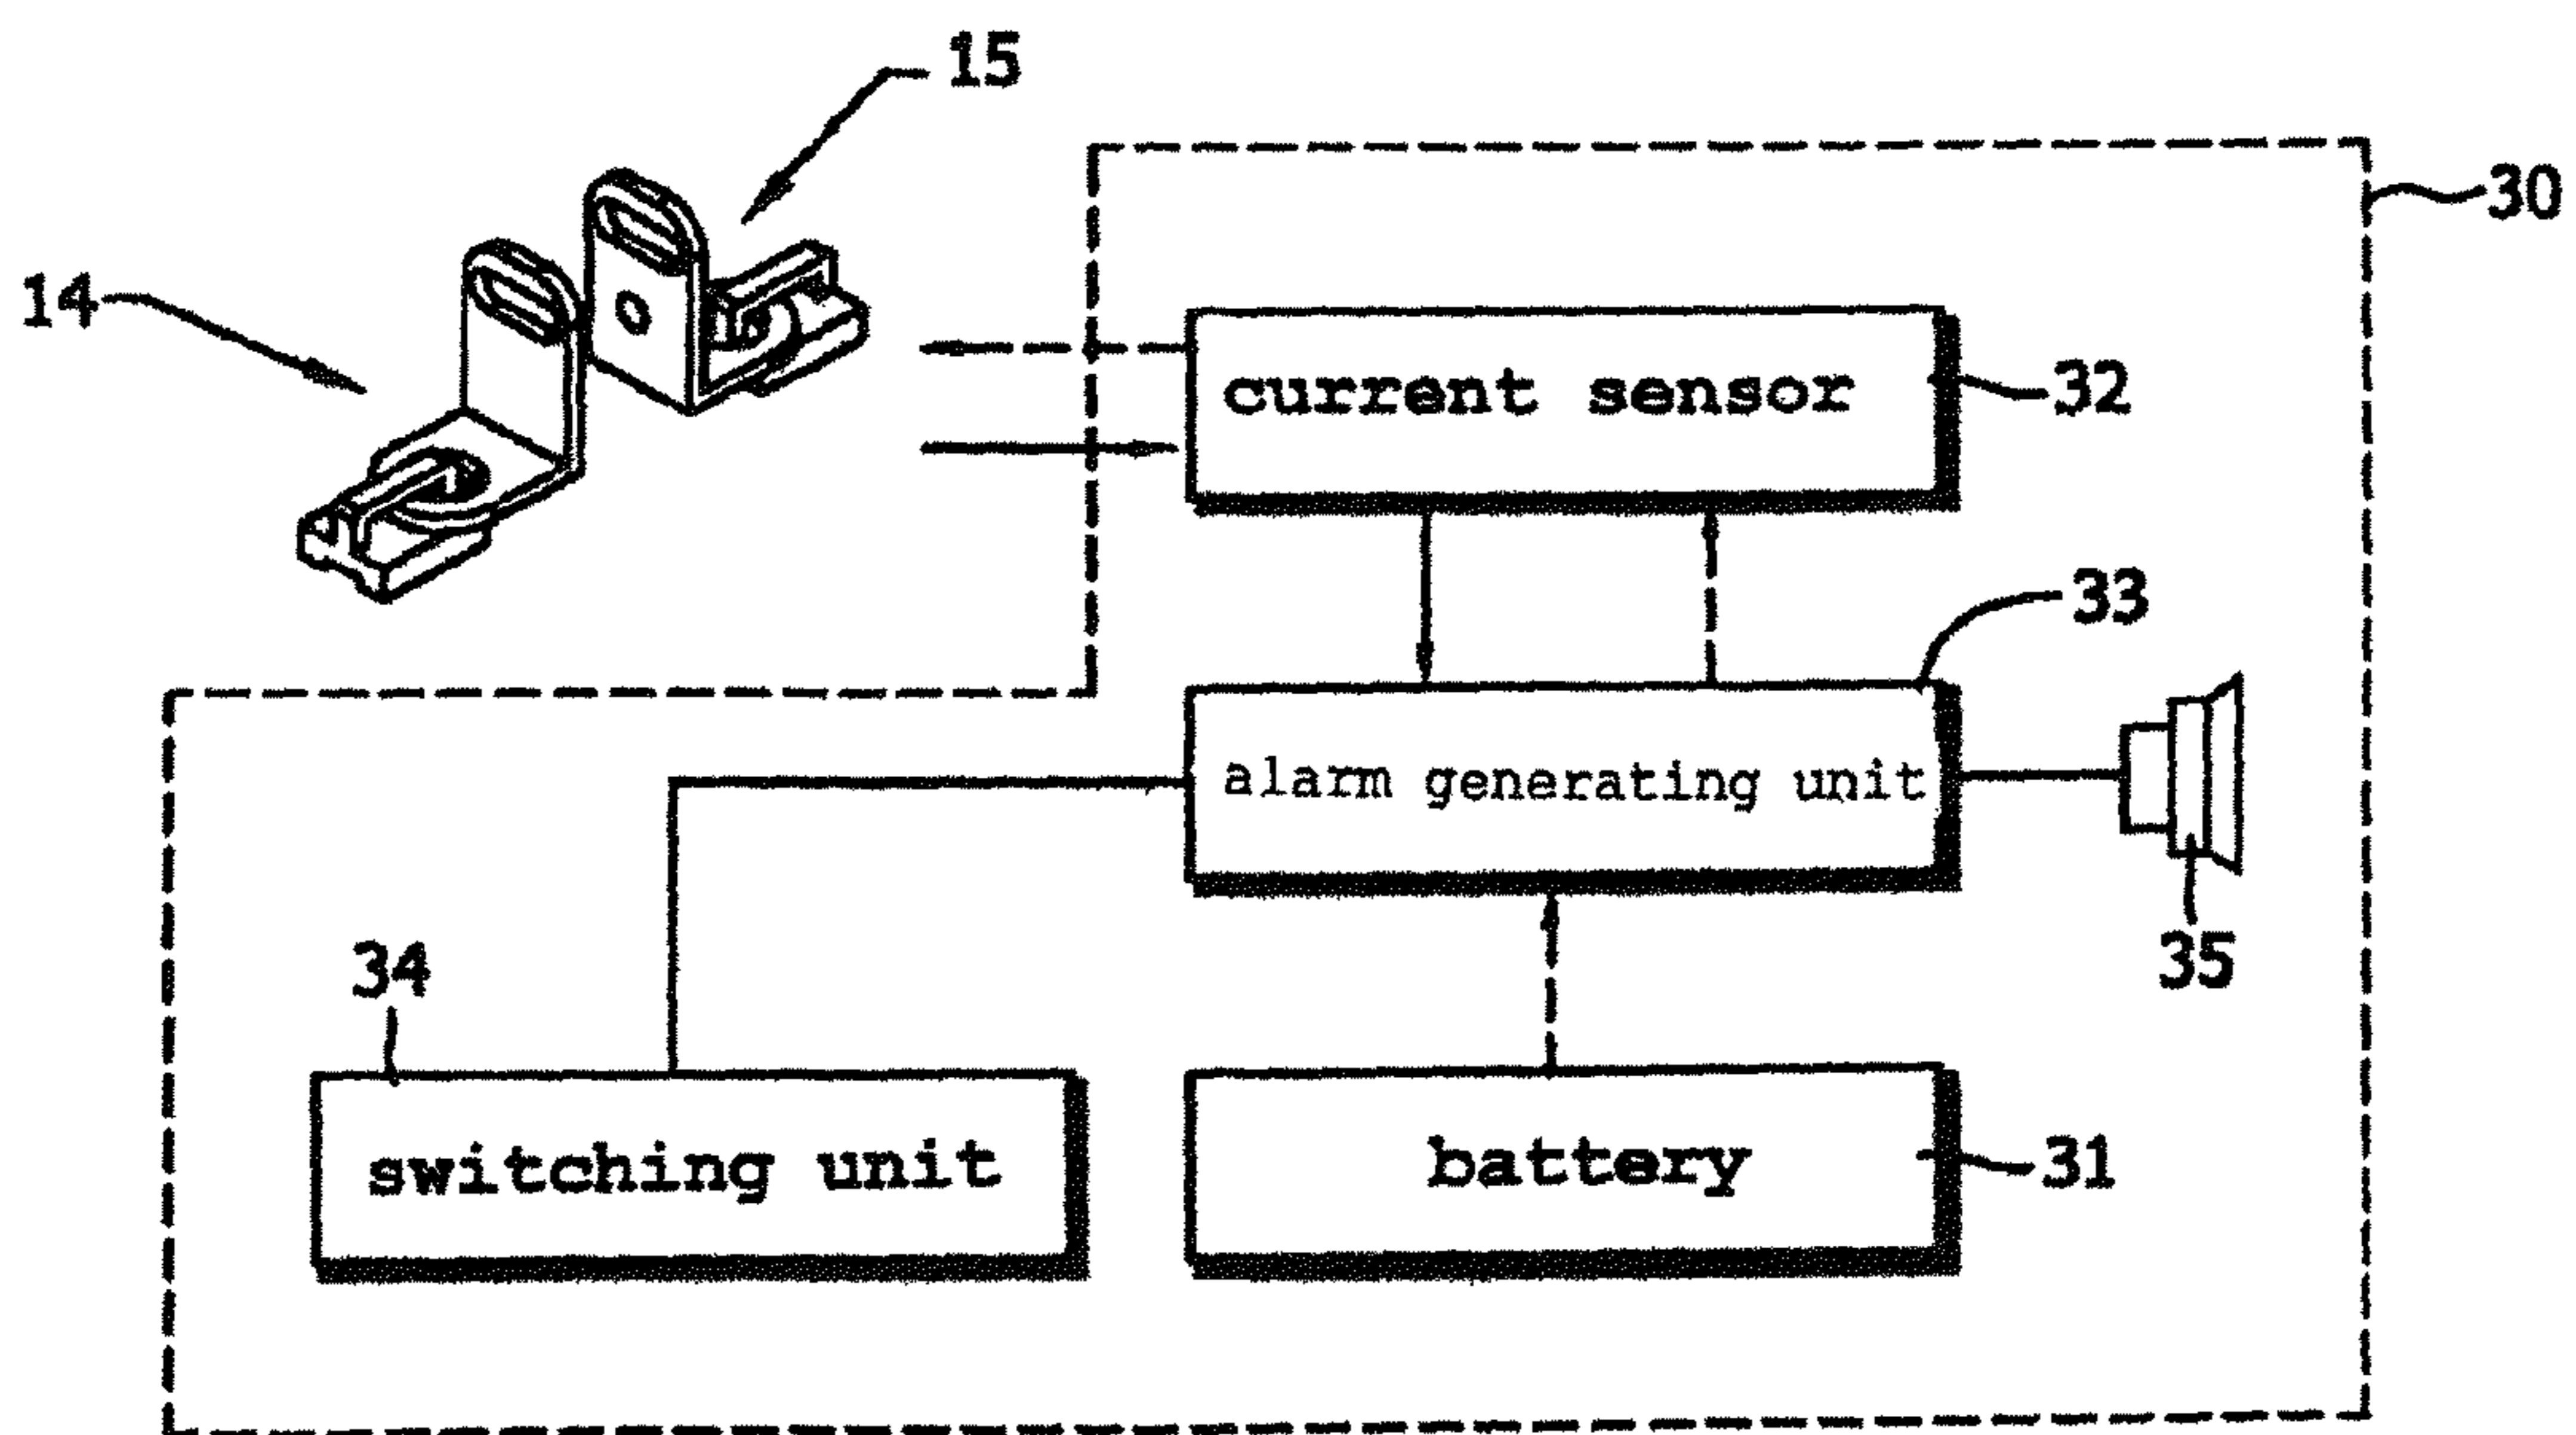 15
30
14
current sensor
32
33
alarm generating unit
34
35
switching unit
battery
31